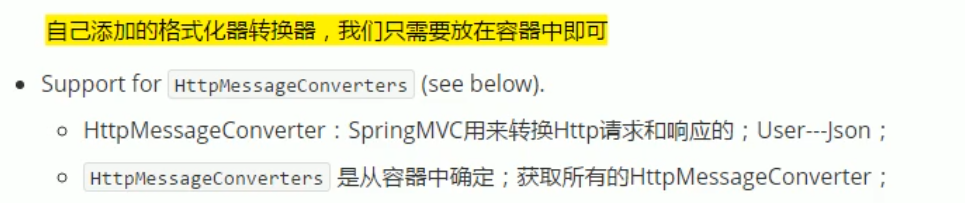 自己添加的格式化器转换器，我们只需要放在容器中即可
Support for HttpMessageConverters (see below).
HttpMessageConverter：SpringMVC用来转换Http请求和响应的；User---Json；
HttpMessageConverters 是从容器中确定；获取所有的HttpMessageConverter；